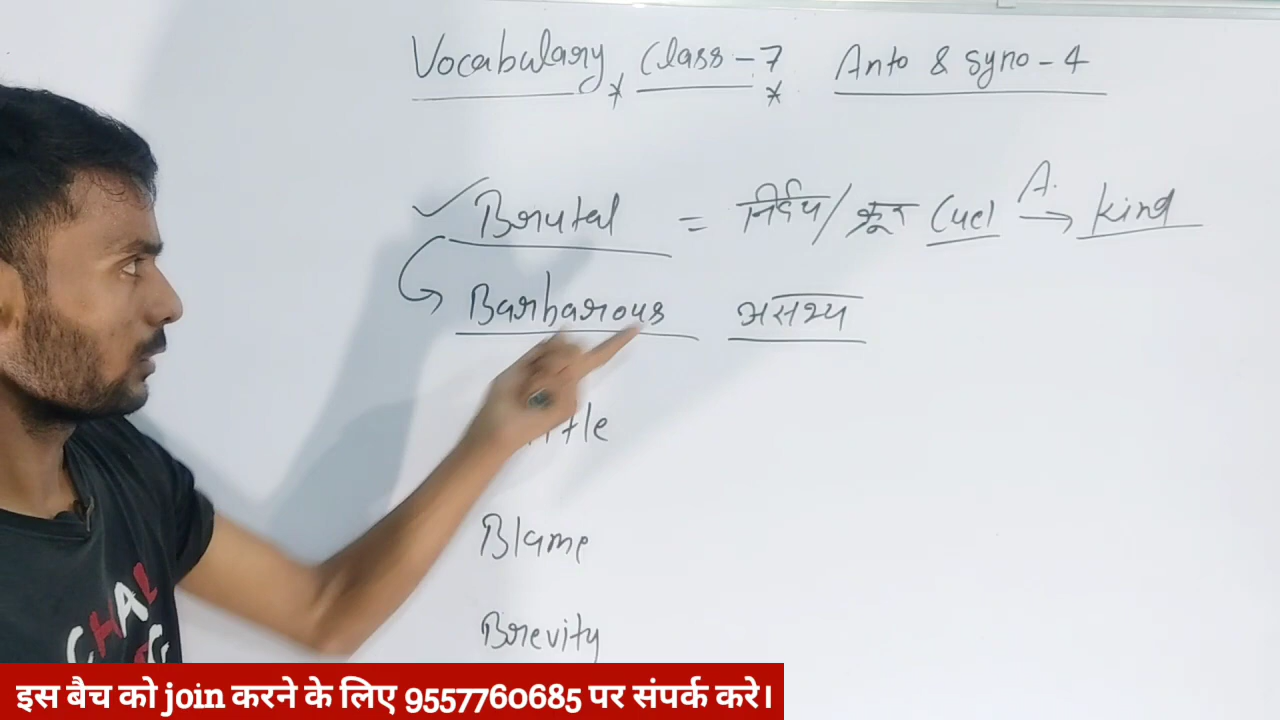 Vocabulary Class-7 Anto & Syno-4
Brutal = निर्दय/क्रूर Cruel A. → kind
Barbarous असभ्य
Blame
Brevity
इस बैच को join करने के लिए 9557760685 पर संपर्क करे।